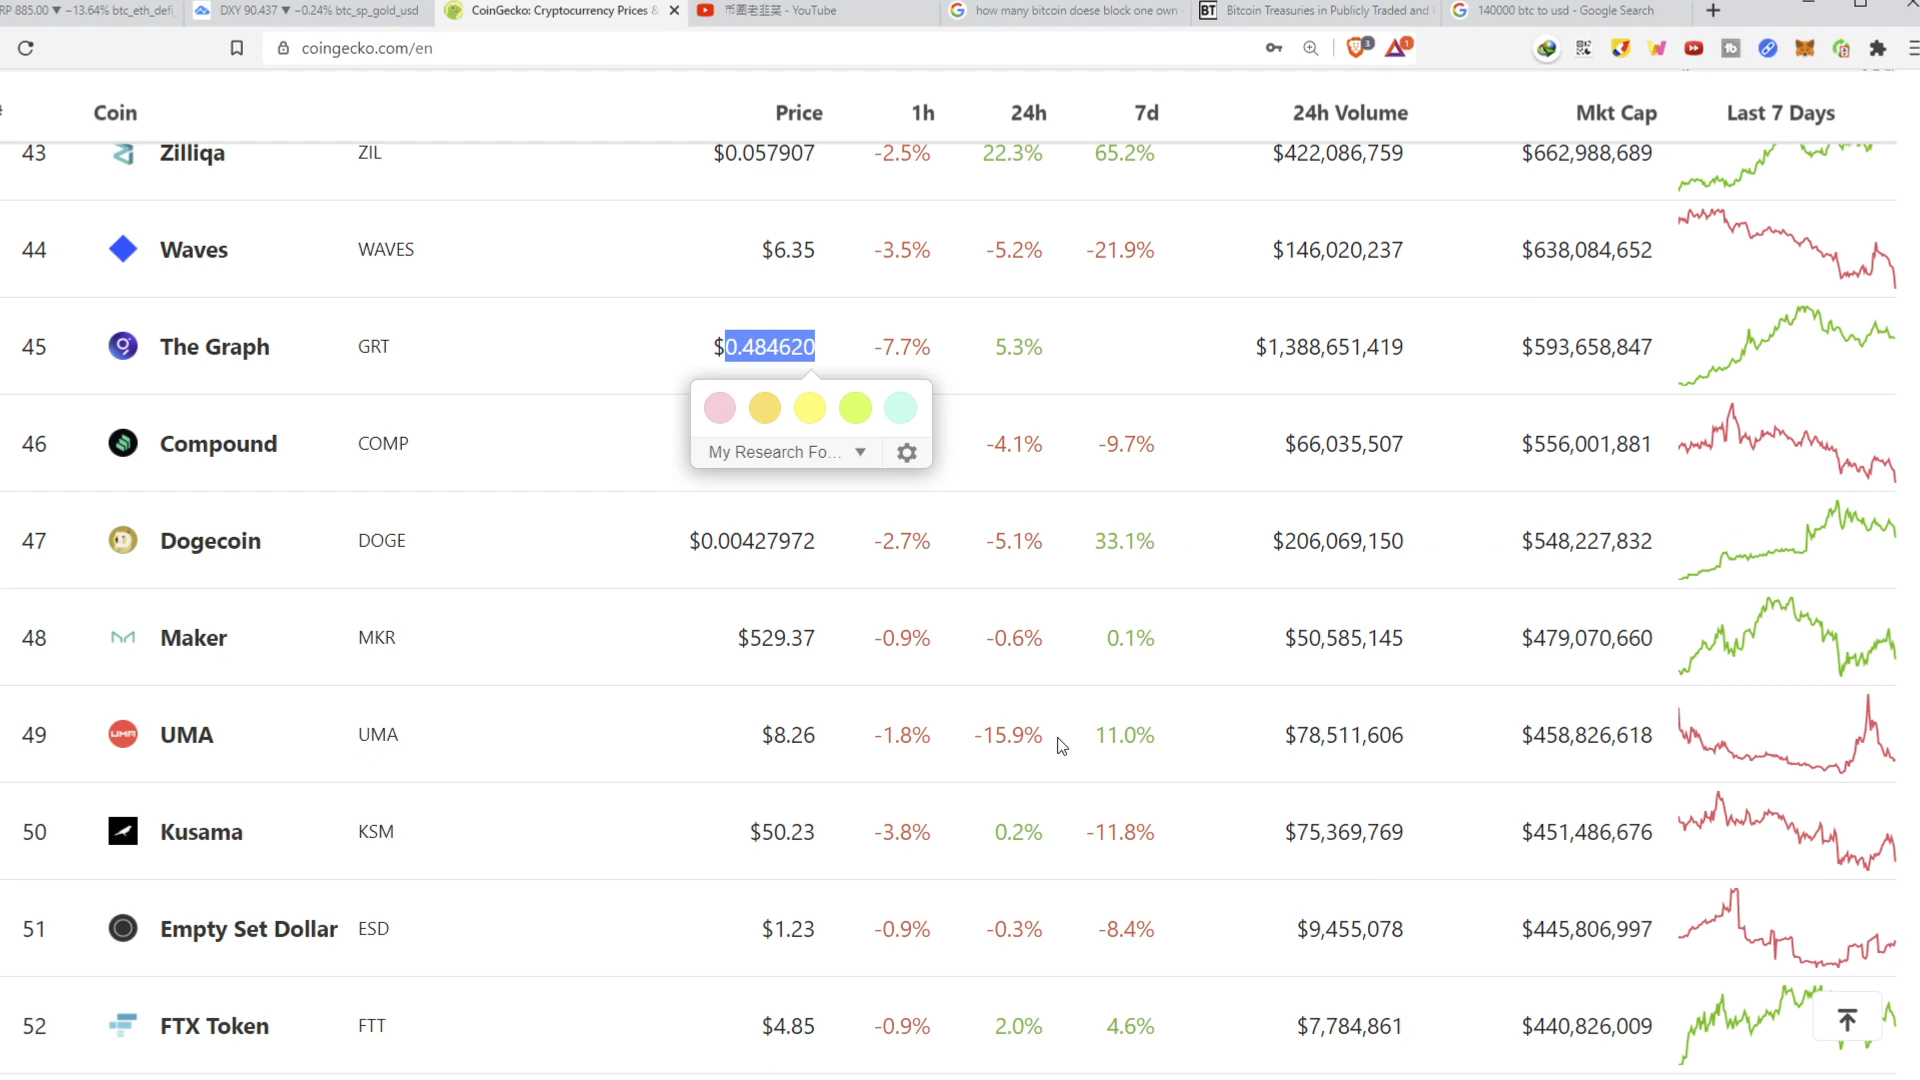 RP 885.00 ▼ −13.64% btc_eth_defi_
DXY 90.437 ▼ −0.24% btc_sp_gold_usd
CoinGecko: Cryptocurrency Prices &
币圈老韭菜 - YouTube
how many bitcoin doese block one own
BT Bitcoin Treasuries in Publicly Traded and
140000 btc to usd - Google Search
coingecko.com/en
3
1
# Coin Price 1h 24h 7d 24h Volume Mkt Cap Last 7 Days
43 Zilliqa ZIL $0.057907 -2.5% 22.3% 65.2% $422,086,759 $662,988,689
44 Waves WAVES $6.35 -3.5% -5.2% -21.9% $146,020,237 $638,084,652
45 The Graph GRT $0.484620 -7.7% 5.3% $1,388,651,419 $593,658,847
46 Compound COMP -4.1% -9.7% $66,035,507 $556,001,881
My Research Fo... ▼
47 Dogecoin DOGE $0.00427972 -2.7% -5.1% 33.1% $206,069,150 $548,227,832
48 Maker MKR $529.37 -0.9% -0.6% 0.1% $50,585,145 $479,070,660
49 UMA UMA UMA $8.26 -1.8% -15.9% 11.0% $78,511,606 $458,826,618
50 Kusama KSM $50.23 -3.8% 0.2% -11.8% $75,369,769 $451,486,676
51 Empty Set Dollar ESD $1.23 -0.9% -0.3% -8.4% $9,455,078 $445,806,997
52 FTX Token FTT $4.85 -0.9% 2.0% 4.6% $7,784,861 $440,826,009